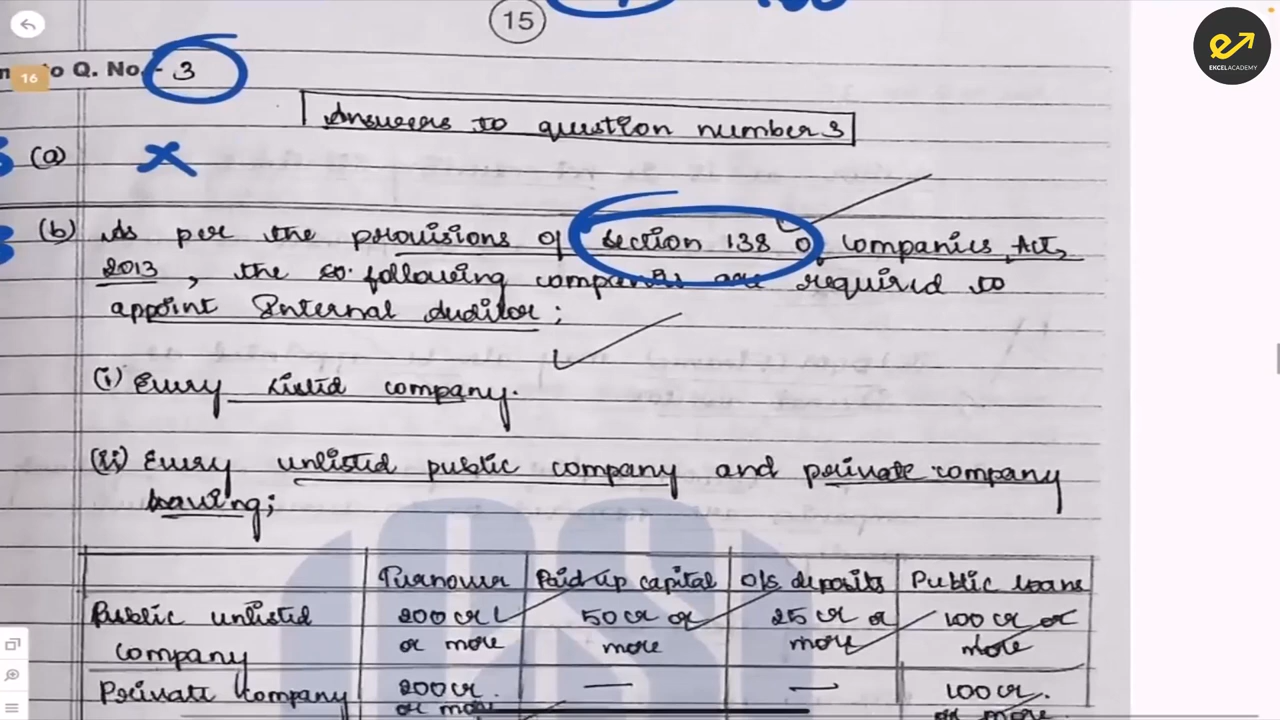 15
to Q. No. - 3
16
EKCELACADEMY
Answers to question number 3
(a)
(b) As per the provisions of section 138 of companies Act,
2013, the so. following companies are required to
appoint Internal Auditor:
(i) Every Listed company.
(ii) Every unlisted public company and private company
having;
Turnover Paid up capital o/s deposits Public loans
Public unlisted 200 cr 50 cr or 25 cr or 100 cr or
company or more more more more
Private company 200 cr. — — 100 cr.
or more or more